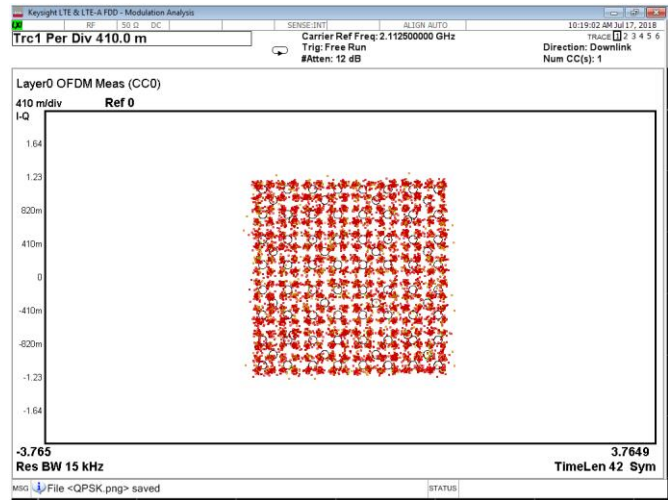 Keysight LTE & LTE-A FDD - Modulation Analysis
RF 50 Ω DC SENSE:INT ALIGN AUTO 10:19:02 AM Jul 17, 2018
Trc1 Per Div 410.0 m
Carrier Ref Freq: 2.112500000 GHz
Trig: Free Run
#Atten: 12 dB
TRACE 1 2 3 4 5 6
Direction: Downlink
Num CC(s): 1
Layer0 OFDM Meas (CC0)
410 m/div Ref 0
I-Q
1.64
1.23
820m
410m
0
-410m
-820m
-1.23
-1.64
-3.765 3.7649
Res BW 15 kHz TimeLen 42 Sym
MSG File <QPSK.png> saved STATUS